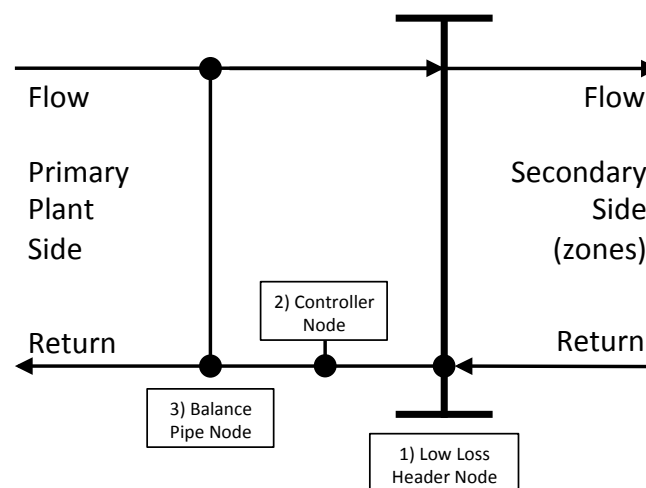 Flow
Flow
Primary
Plant
Side
Secondary
Side
(zones)
2) Controller
Node
Return
Return
3) Balance
Pipe Node
1) Low Loss
Header Node